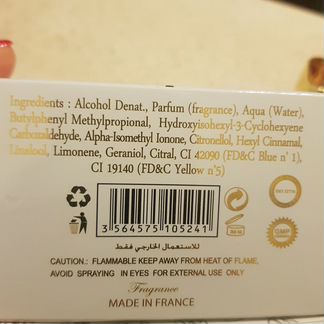 Ingredients : Alcohol Denat., Parfum (fragrance), Aqua (Water),
Butylphenyl Methylpropional, Hydroxyisohexyl-3-Cyclohexyene
Carboxaldehyde, Alpha-Isomethyl Ionone, Citronellol, Hexyl Cinnamal,
Linalool, Limonene, Geraniol, Citral, CI 42090 (FD&C Blue n° 1),
CI 19140 (FD&C Yellow n°5)
3 564575 105241
GMP
للاستعمال الخارجي فقط
CAUTION.: FLAMMABLE KEEP AWAY FROM HEAT OF FLAME,
AVOID SPRAYING IN EYES FOR EXTERNAL USE ONLY
Fragrance
MADE IN FRANCE